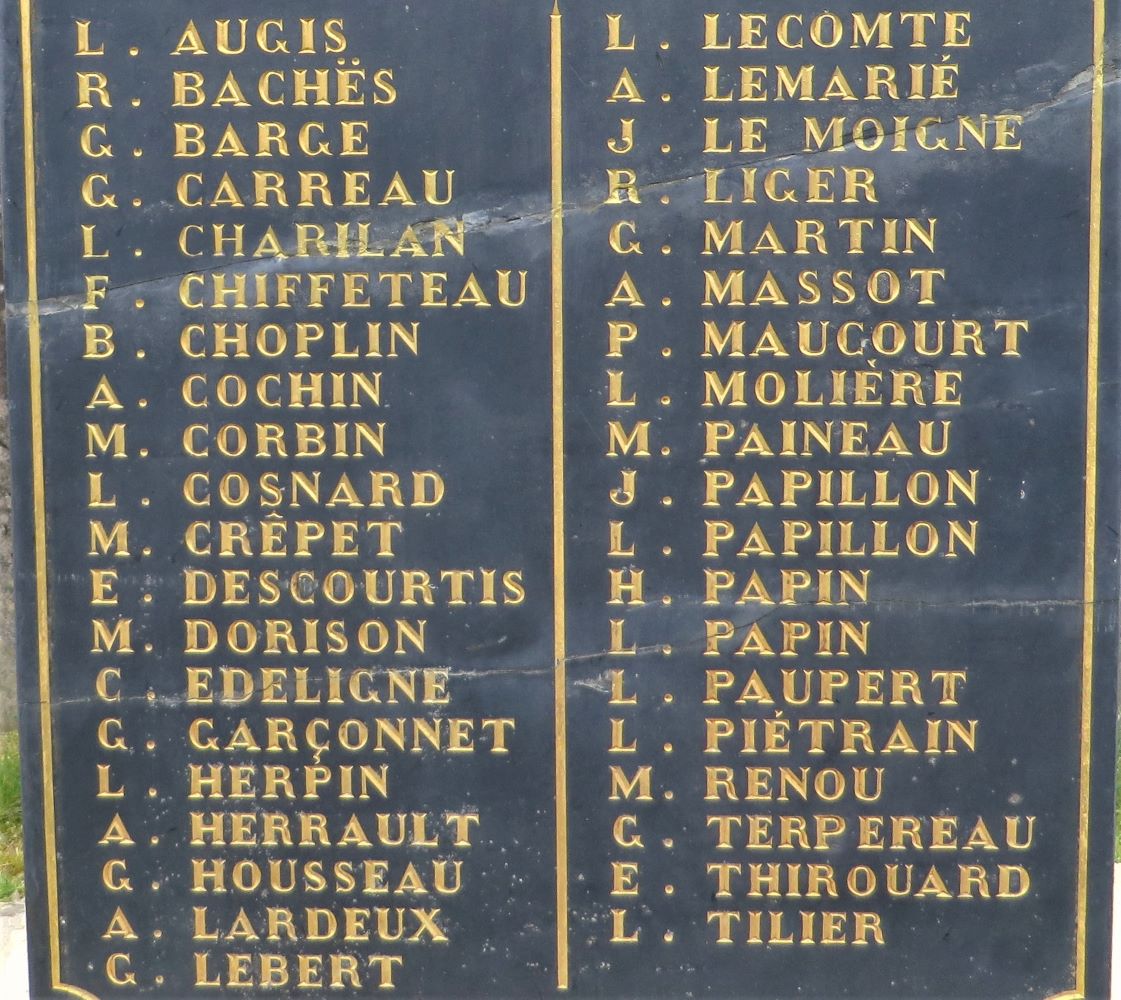 L. AUGIS
R. BACHËS
G. BARGE
G. CARREAU
L. CHARILAN
F. CHIFFETEAU
B. CHOPLIN
A. COCHIN
M. CORBIN
L. COSNARD
M. CRÊPET
E. DESCOURTIS
M. DORISON
C. EDELIGNE
G. GARÇONNET
L. HERPIN
A. HERRAULT
G. HOUSSEAU
A. LARDEUX
G. LEBERT
L. LECOMTE
A. LEMARIÉ
J. LE MOIGNE
R. LIGER
G. MARTIN
A. MASSOT
P. MAUCOURT
L. MOLIÈRE
M. PAINEAU
J. PAPILLON
L. PAPILLON
H. PAPIN
L. PAPIN
L. PAUPERT
L. PIÉTRAIN
M. RENOU
G. TERPEREAU
E. THIROUARD
L. TILIER